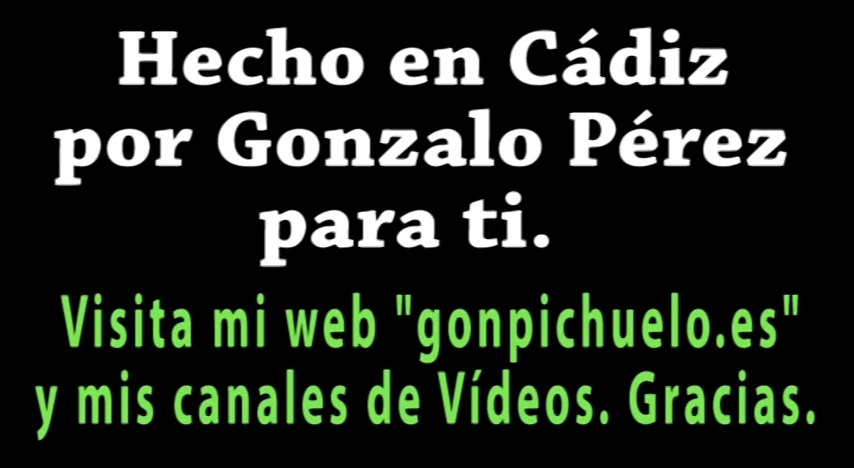 Hecho en Cádiz
por Gonzalo Pérez
para ti.
Visita mi web "gonpichuelo.es"
y mis canales de Vídeos. Gracias.